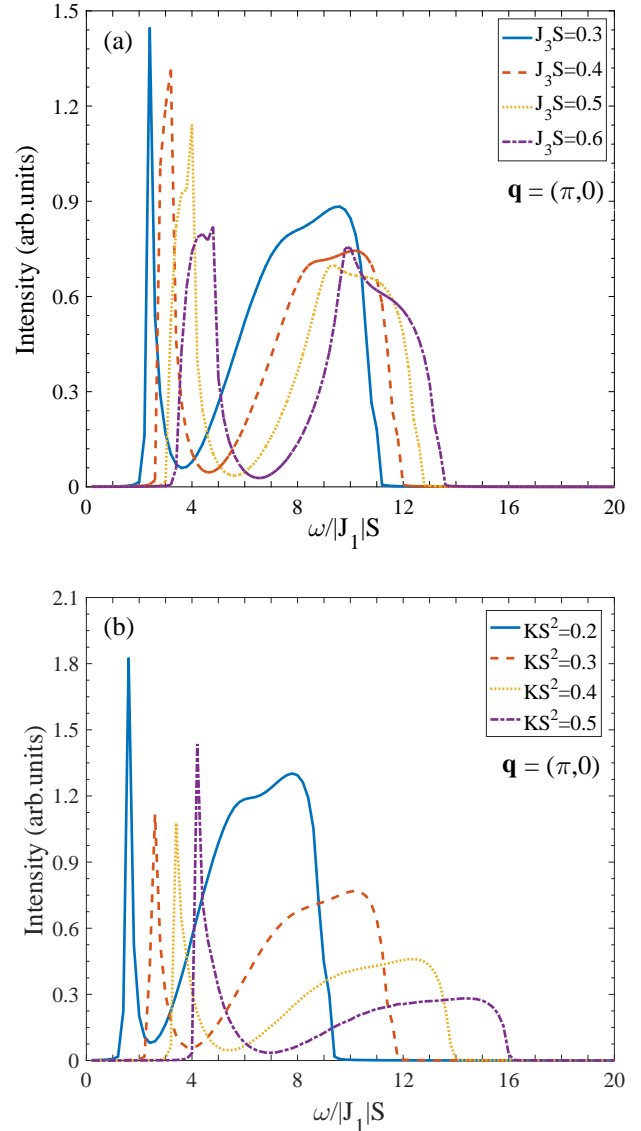 (a)
J₃S=0.3
J₃S=0.4
J₃S=0.5
J₃S=0.6
q = (π,0)
Intensity (arb.units)
1.5
1.2
0.9
0.6
0.3
0
0 4 8 12 16 20
ω/|J₁|S
(b)
KS²=0.2
KS²=0.3
KS²=0.4
KS²=0.5
q = (π,0)
Intensity (arb.units)
2.1
1.8
1.5
1.2
0.9
0.6
0.3
0
0 4 8 12 16 20
ω/|J₁|S